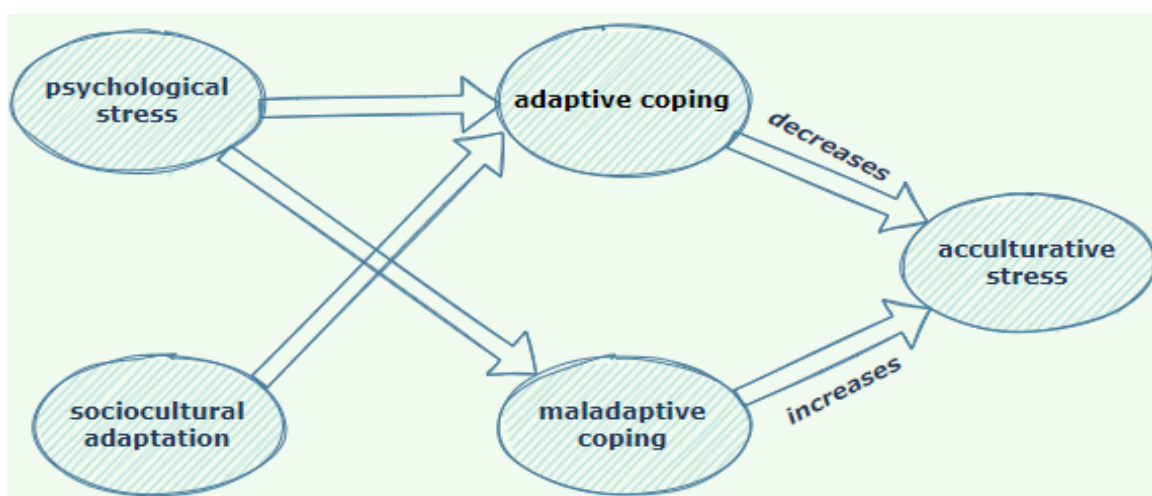 psychological
stress
adaptive coping
decreases
acculturative
stress
sociocultural
adaptation
maladaptive
coping
increases